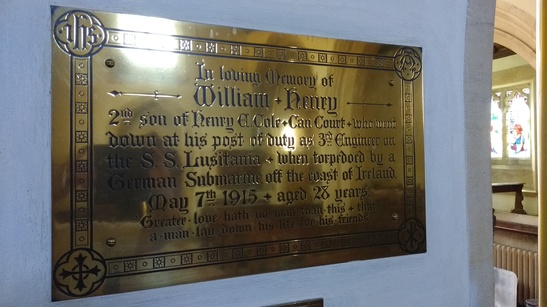 IHS
In loving Memory of
William + Henry
2nd son of Henry E. Cole + Can Court + who went
down at his post of duty as 3rd Engineer on
the S. S. Lusitania + when torpedoed by a
German Submarine off the coast of Ireland
May 7th 1915 + aged 28 years
Greater love hath no man than this + that
a man lay down his life for his friends